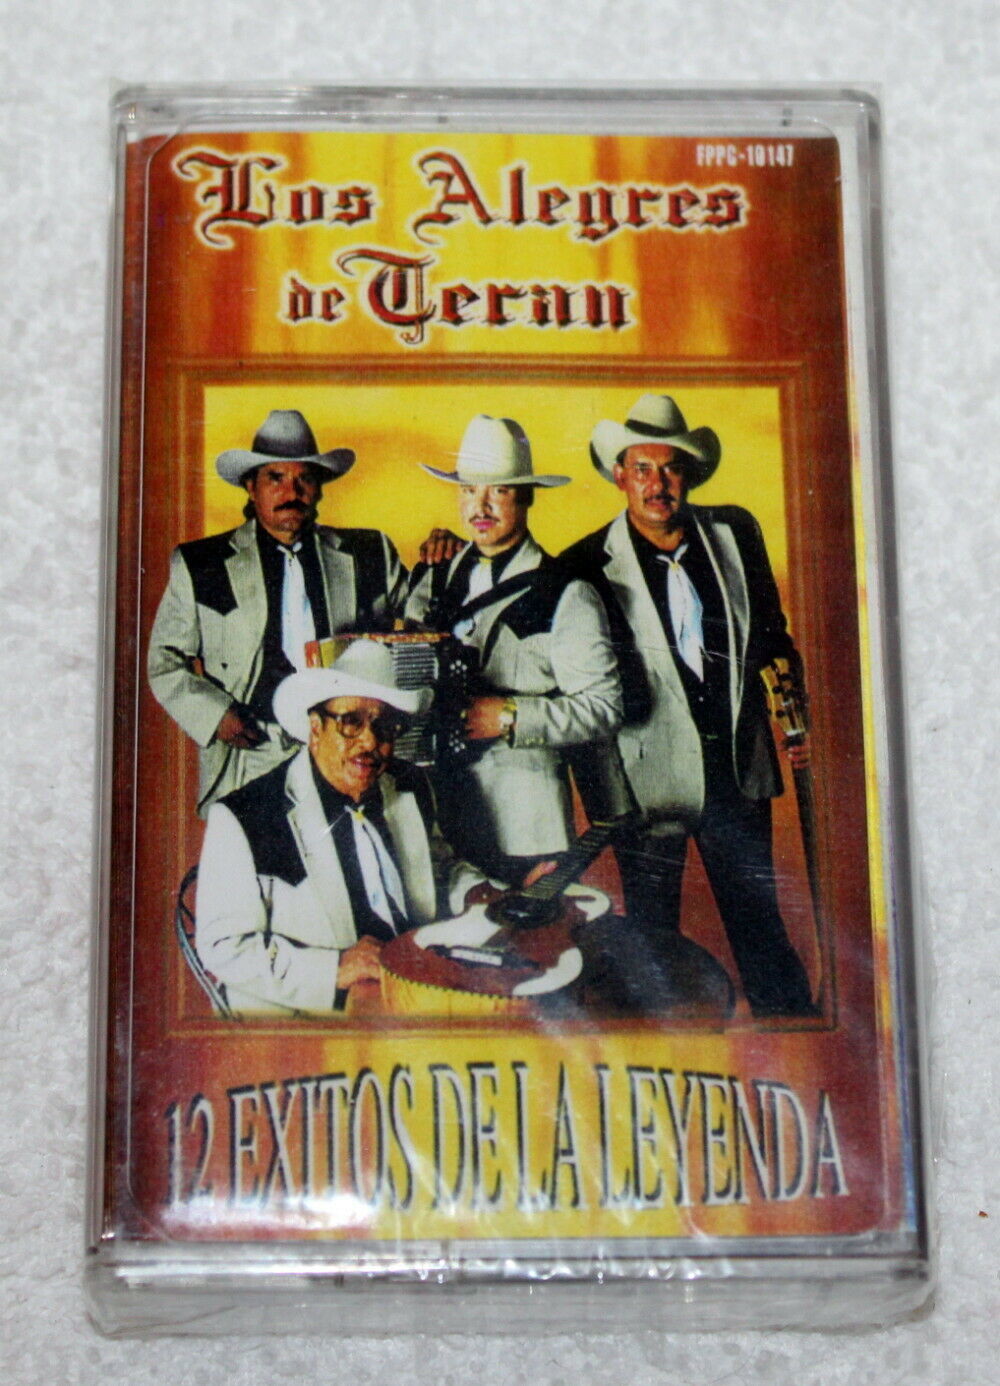 FPPC-10147
Los Alegres
de Teran
12 EXITOS DE LA LEYENDA